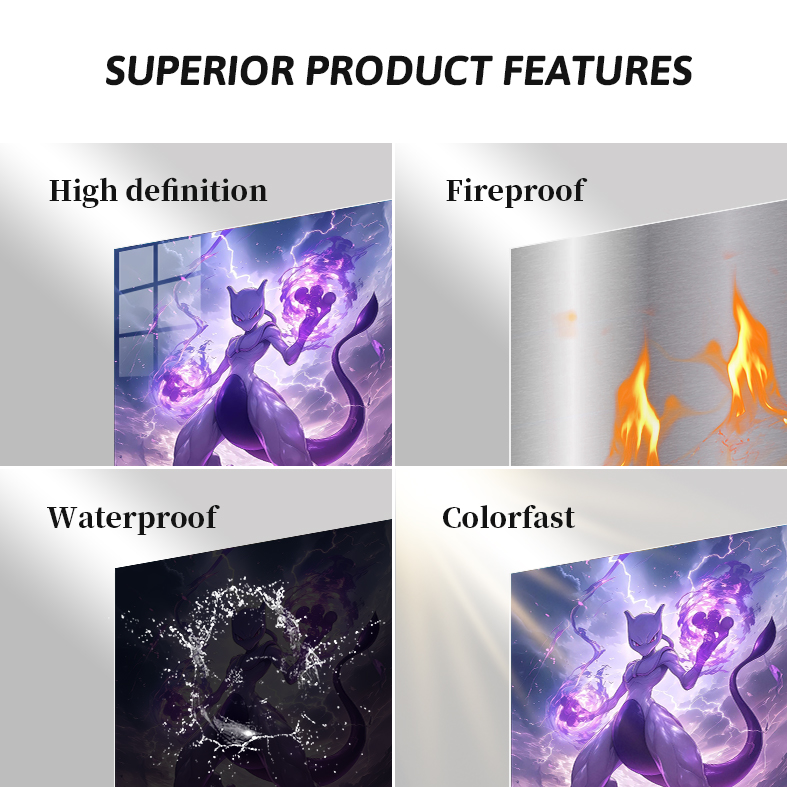 SUPERIOR PRODUCT FEATURES
High definition
Fireproof
Waterproof
Colorfast